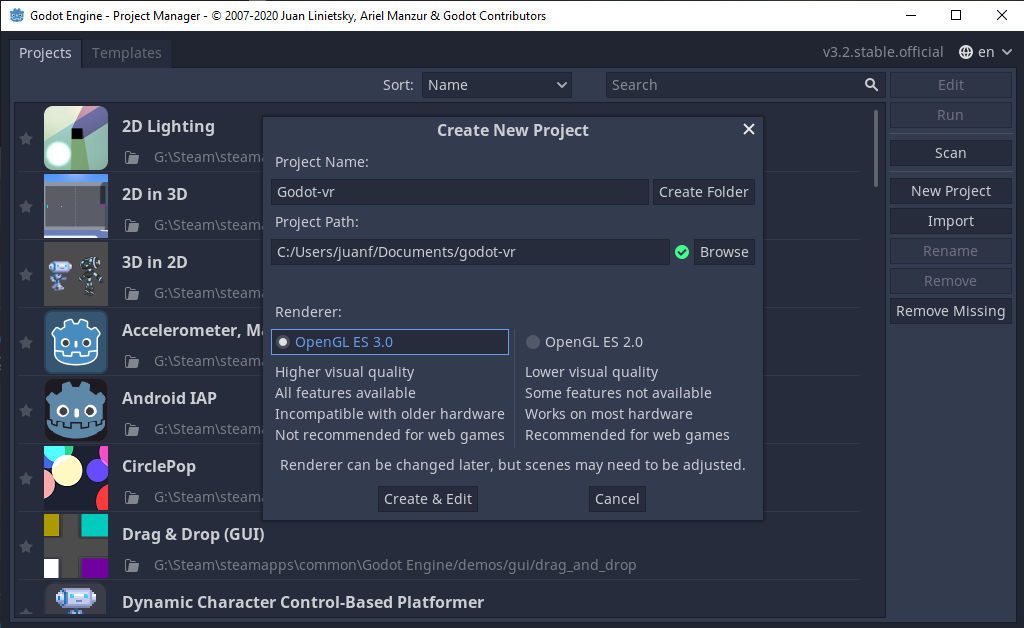 Godot Engine - Project Manager - © 2007-2020 Juan Linietsky, Ariel Manzur & Godot Contributors
Projects Templates v3.2.stable.official en
Sort: Name Search
Edit
Run
Scan
New Project
Import
Rename
Remove
Remove Missing
2D Lighting
G:\Steam\steama
2D in 3D
G:\Steam\steama
3D in 2D
G:\Steam\steama
Accelerometer,
G:\Steam\steama
Android IAP
G:\Steam\steama
CirclePop
G:\Steam\steama
Drag & Drop (GUI)
G:\Steam\steamapps\common\Godot Engine/demos/gui/drag_and_drop
Dynamic Character Control-Based Platformer
Create New Project
Project Name:
Godot-vr Create Folder
Project Path:
C:/Users/juanf/Documents/godot-vr Browse
Renderer:
OpenGL ES 3.0
Higher visual quality
All features available
Incompatible with older hardware
Not recommended for web games
OpenGL ES 2.0
Lower visual quality
Some features not available
Works on most hardware
Recommended for web games
Renderer can be changed later, but scenes may need to be adjusted.
Create & Edit Cancel